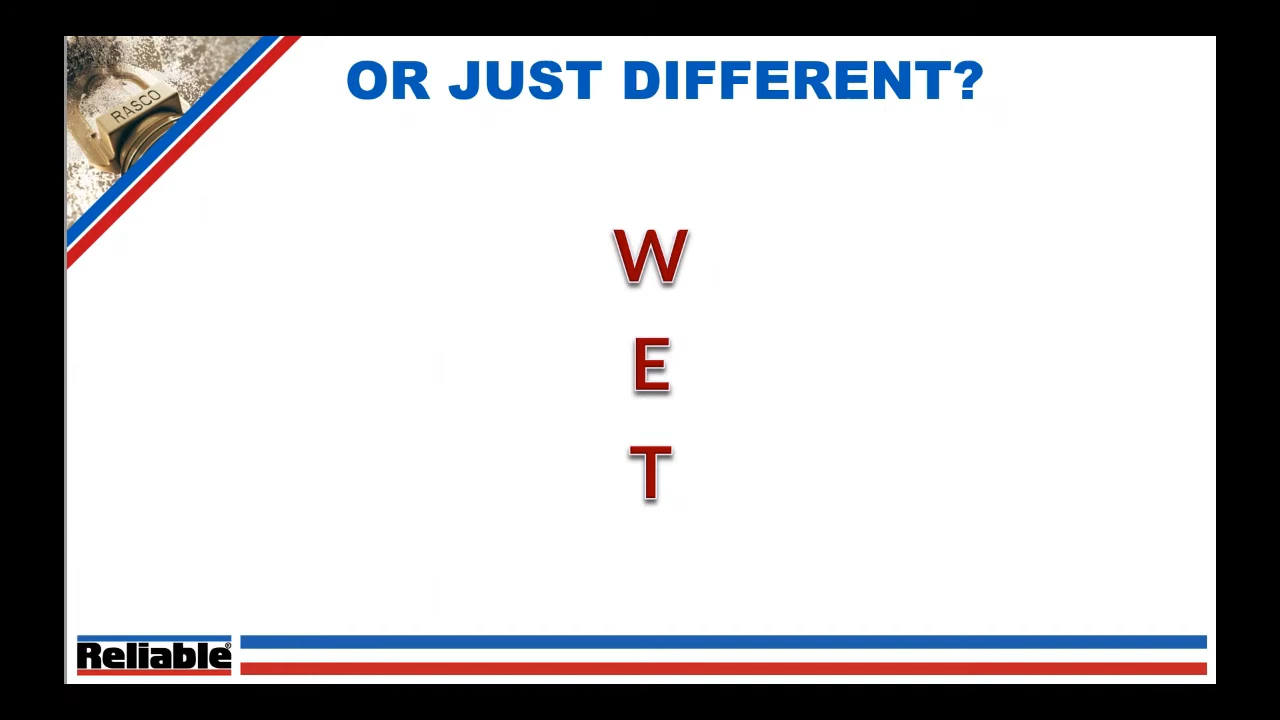 OR JUST DIFFERENT?
RASCO
W
E
T
Reliable®